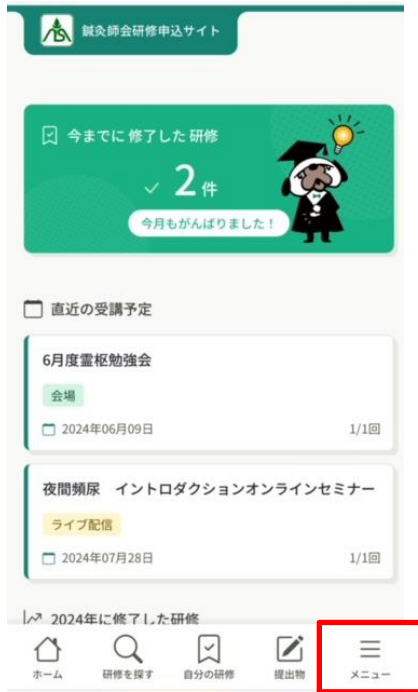 鍼灸師会研修申込サイト
今までに修了した研修
2件
今月もがんばりました！
直近の受講予定
6月度霊枢勉強会
会場
2024年06月09日 1/1回
夜間頻尿　イントロダクションオンラインセミナー
ライブ配信
2024年07月28日 1/1回
2024年に修了した研修
ホーム 研修を探す 自分の研修 提出物 メニュー